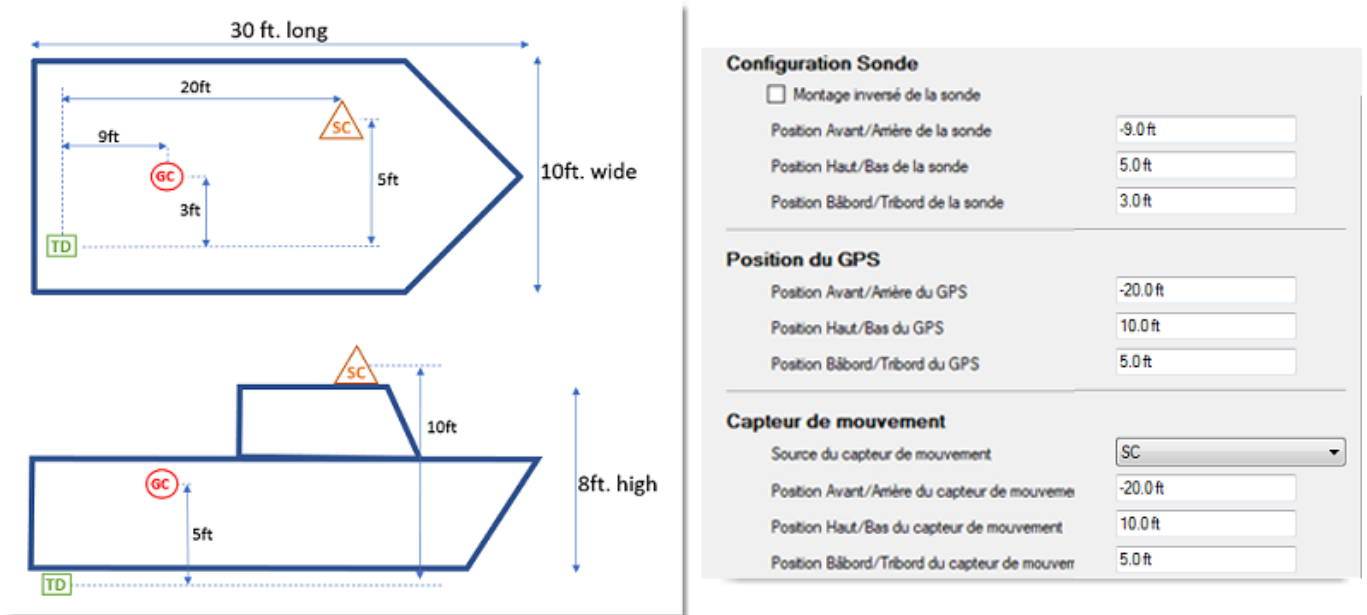 30 ft. long
20ft
SC
9ft
GC
5ft
10ft. wide
3ft
TD
SC
10ft
GC
8ft. high
5ft
TD
Configuration Sonde
Montage inversé de la sonde
Position Avant/Arrière de la sonde -9.0 ft
Position Haut/Bas de la sonde 5.0 ft
Position Bâbord/Tribord de la sonde 3.0 ft
Position du GPS
Position Avant/Arrière du GPS -20.0 ft
Position Haut/Bas du GPS 10.0 ft
Position Bâbord/Tribord du GPS 5.0 ft
Capteur de mouvement
Source du capteur de mouvement SC
Position Avant/Arrière du capteur de mouveme -20.0 ft
Position Haut/Bas du capteur de mouvement 10.0 ft
Position Bâbord/Tribord du capteur de mouvem 5.0 ft